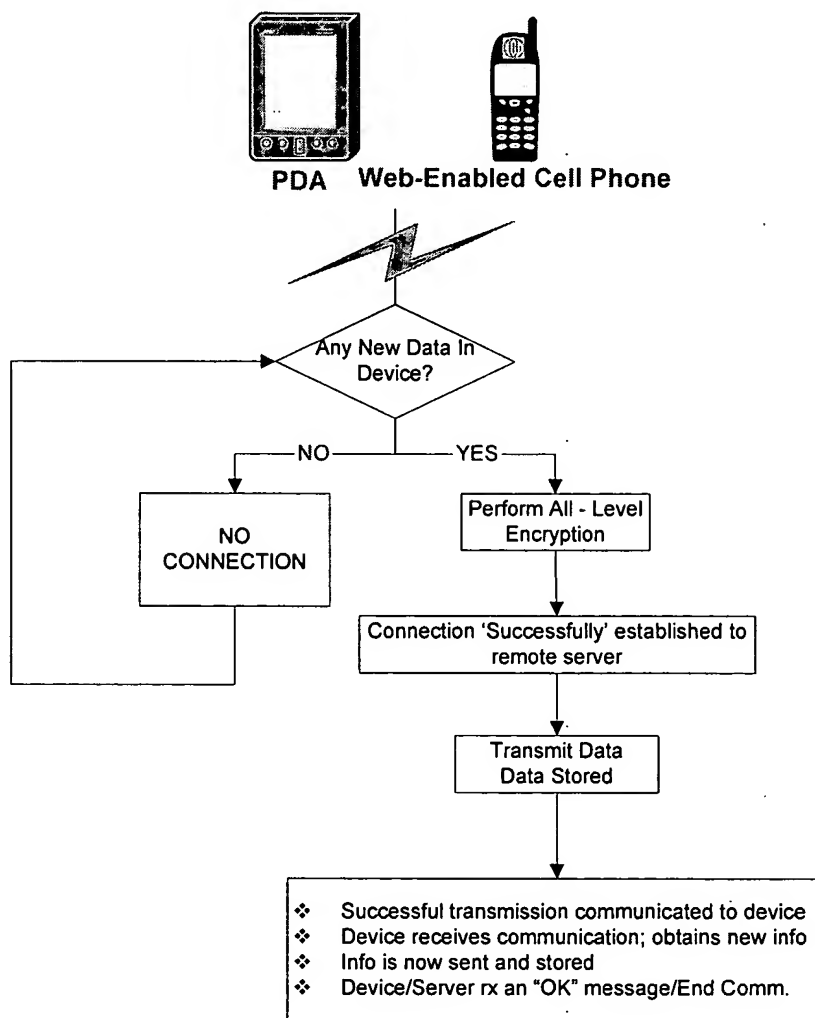 PDA
Web-Enabled Cell Phone
Any New Data In
Device?
NO
YES
NO
CONNECTION
Perform All - Level
Encryption
Connection 'Successfully' established to
remote server
Transmit Data
Data Stored
❖ Successful transmission communicated to device
❖ Device receives communication; obtains new info
❖ Info is now sent and stored
❖ Device/Server rx an "OK" message/End Comm.